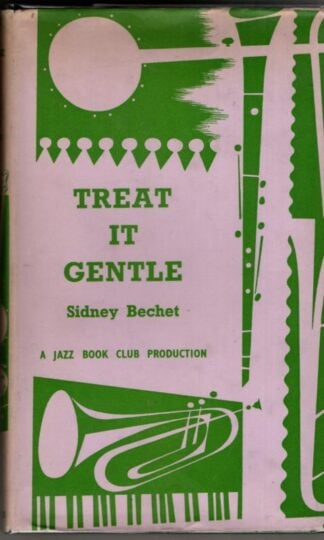 TREAT
IT
GENTLE
Sidney Bechet
A JAZZ BOOK CLUB PRODUCTION